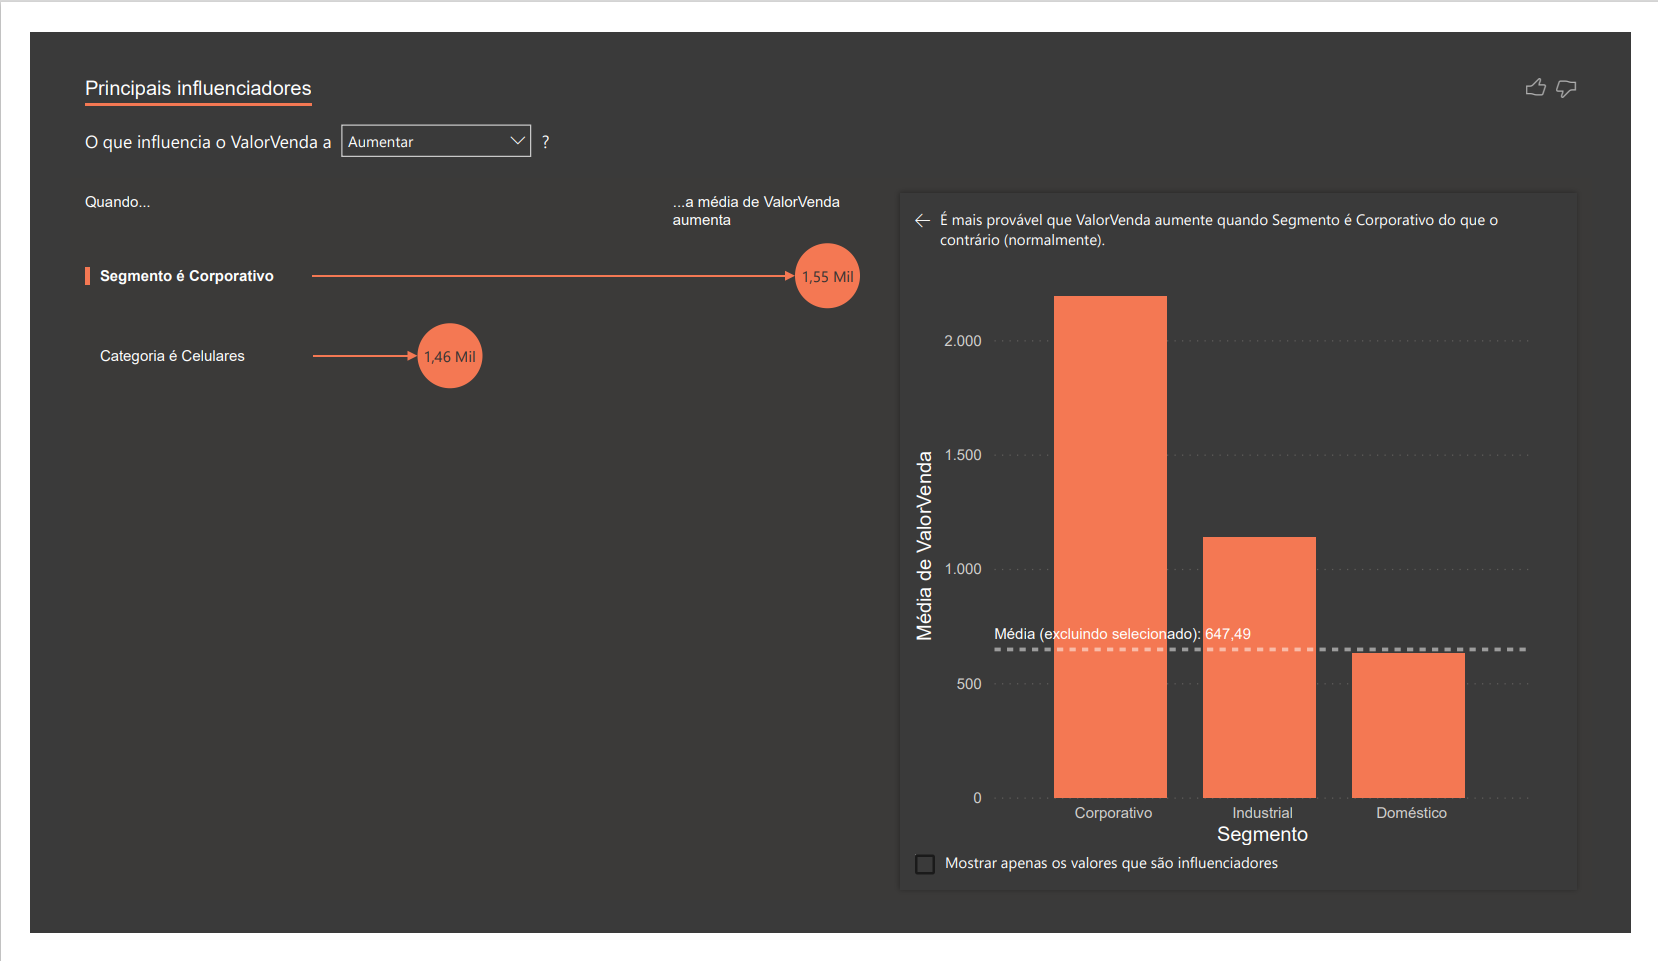 Principais influenciadores
O que influencia o ValorVenda a Aumentar ?
Quando...
...a média de ValorVenda
aumenta
Segmento é Corporativo
1,55 Mil
Categoria é Celulares
1,46 Mil
É mais provável que ValorVenda aumente quando Segmento é Corporativo do que o
contrário (normalmente).
Média de ValorVenda
2.000
1.500
1.000
Média (excluindo selecionado): 647,49
500
0
Corporativo Industrial Doméstico
Segmento
Mostrar apenas os valores que são influenciadores